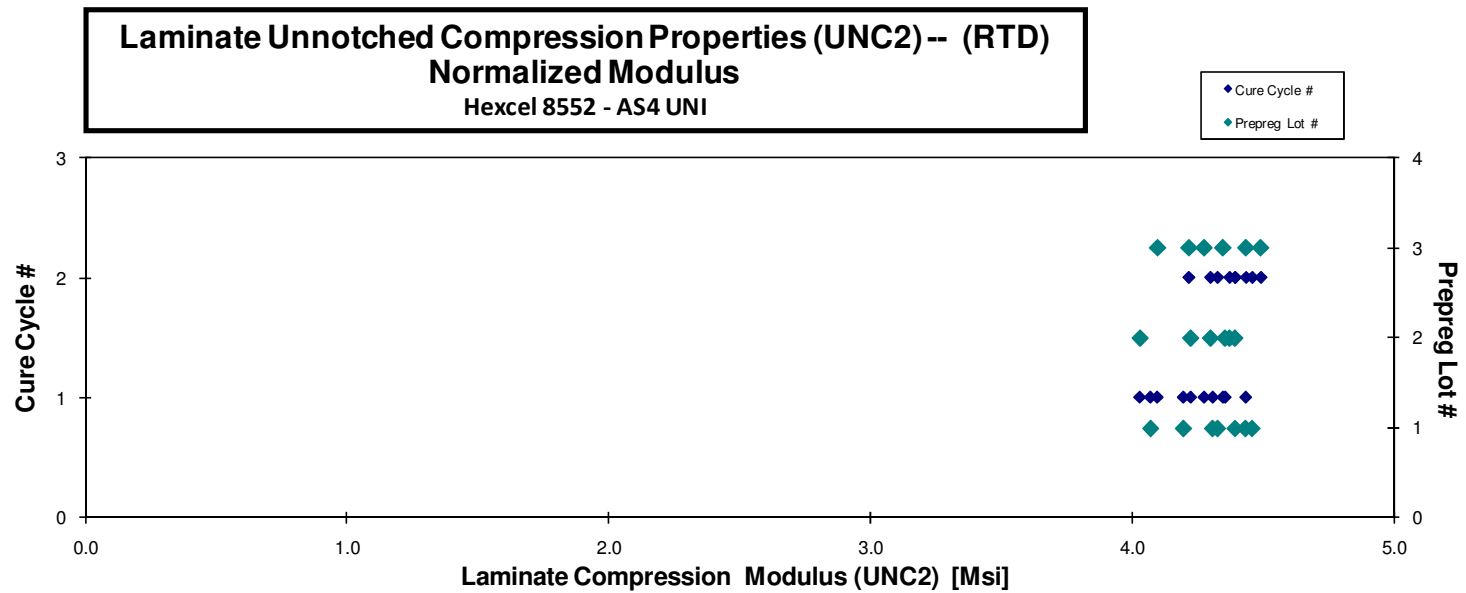 Laminate Unnotched Compression Properties (UNC2) -- (RTD)
Normalized Modulus
Hexcel 8552 - AS4 UNI
Cure Cycle #
Prepreg Lot #
3
2
1
0
Cure Cycle #
4
3
2
1
0
Prepreg Lot #
0.0 1.0 2.0 3.0 4.0 5.0
Laminate Compression Modulus (UNC2) [Msi]